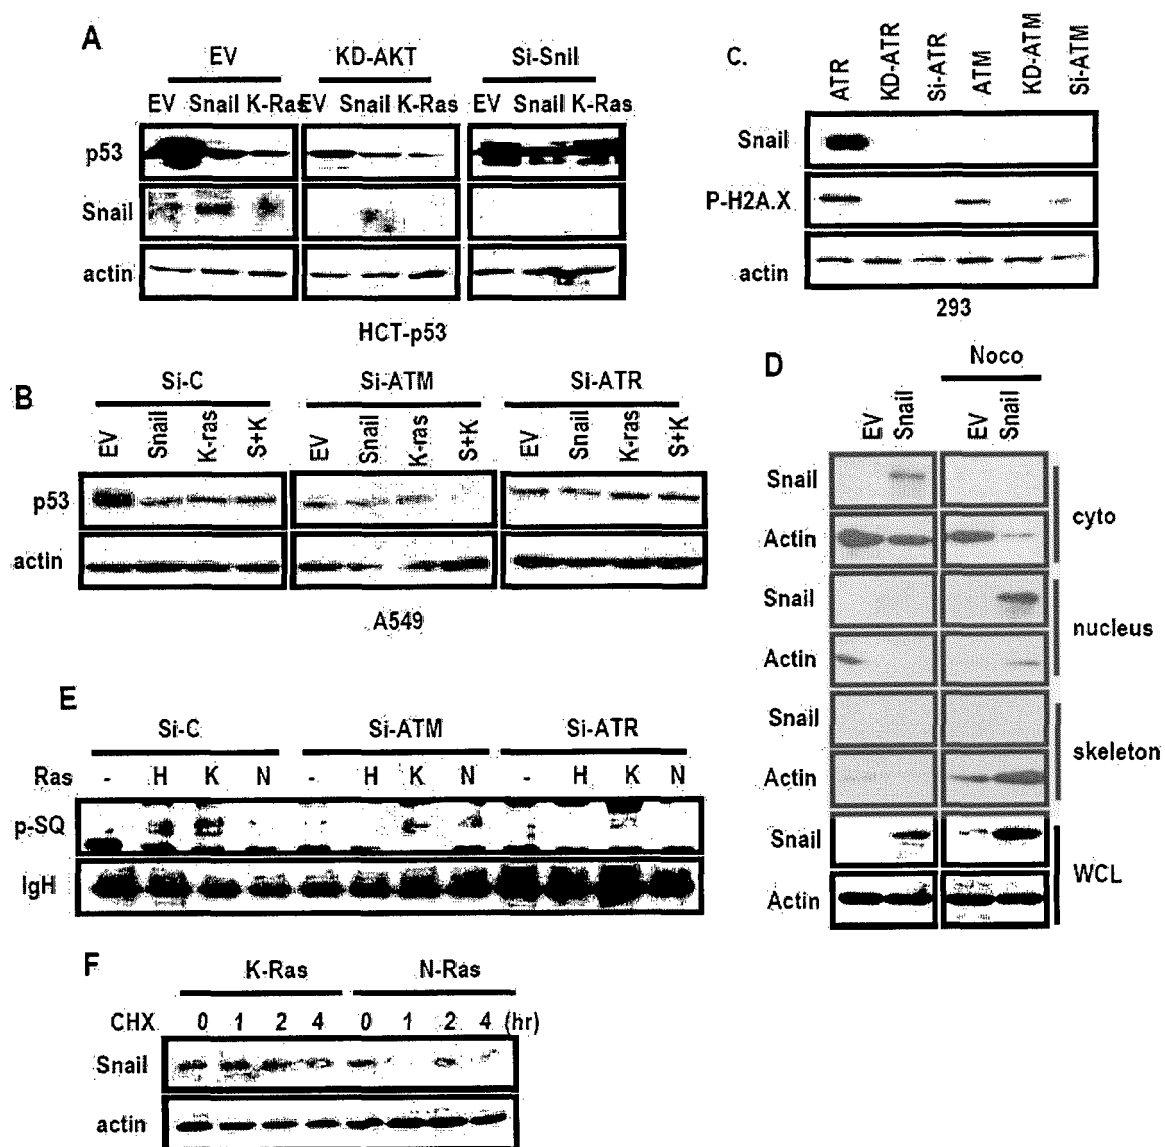 A
EV KD-AKT Si-Snil
EV Snail K-Ras EV Snail K-Ras EV Snail K-Ras
p53
Snail
actin
HCT-p53
C.
ATR KD-ATR Si-ATR ATM KD-ATM Si-ATM
Snail
P-H2A.X
actin
293
B
Si-C Si-ATM Si-ATR
EV Snail K-ras S+K EV Snail K-ras S+K EV Snail K-ras S+K
p53
actin
A549
D
Noco
EV Snail EV Snail
Snail
Actin
cyto
Snail
Actin
nucleus
Snail
Actin
skeleton
Snail
Actin
WCL
E
Si-C Si-ATM Si-ATR
Ras - H K N - H K N - H K N
p-SQ
IgH
F
K-Ras N-Ras
CHX 0 1 2 4 0 1 2 4 (hr)
Snail
actin